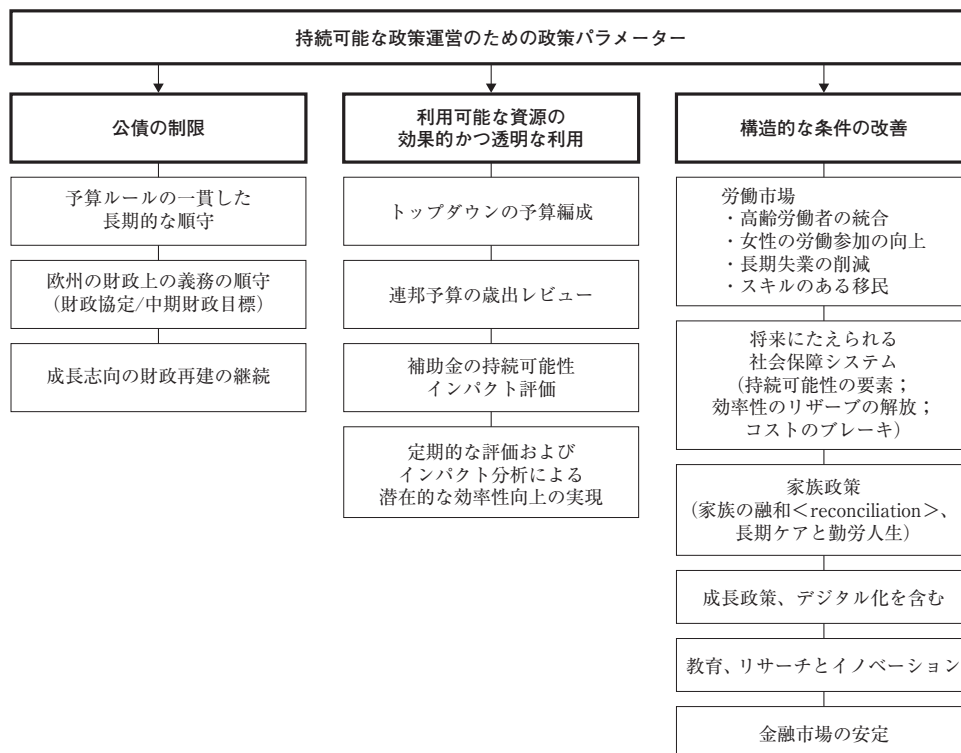 持続可能な政策運営のための政策パラメーター
公債の制限
予算ルールの一貫した
長期的な順守
欧州の財政上の義務の順守
(財政協定/中期財政目標)
成長志向の財政再建の継続
利用可能な資源の
効果的かつ透明な利用
トップダウンの予算編成
連邦予算の歳出レビュー
補助金の持続可能性
インパクト評価
定期的な評価および
インパクト分析による
潜在的な効率性向上の実現
構造的な条件の改善
労働市場
・高齢労働者の統合
・女性の労働参加の向上
・長期失業の削減
・スキルのある移民
将来にたえられる
社会保障システム
(持続可能性の要素；
効率性のリザーブの解放；
コストのブレーキ)
家族政策
(家族の融和＜reconciliation＞、
長期ケアと勤労人生)
成長政策、デジタル化を含む
教育、リサーチとイノベーション
金融市場の安定